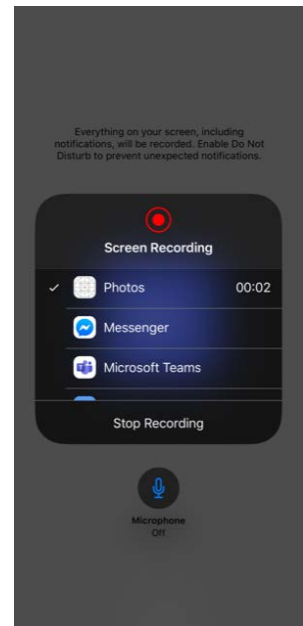 Everything on your screen, including
notifications, will be recorded. Enable Do Not
Disturb to prevent unexpected notifications.
Screen Recording
Photos 00:02
Messenger
Microsoft Teams
Stop Recording
Microphone
Off